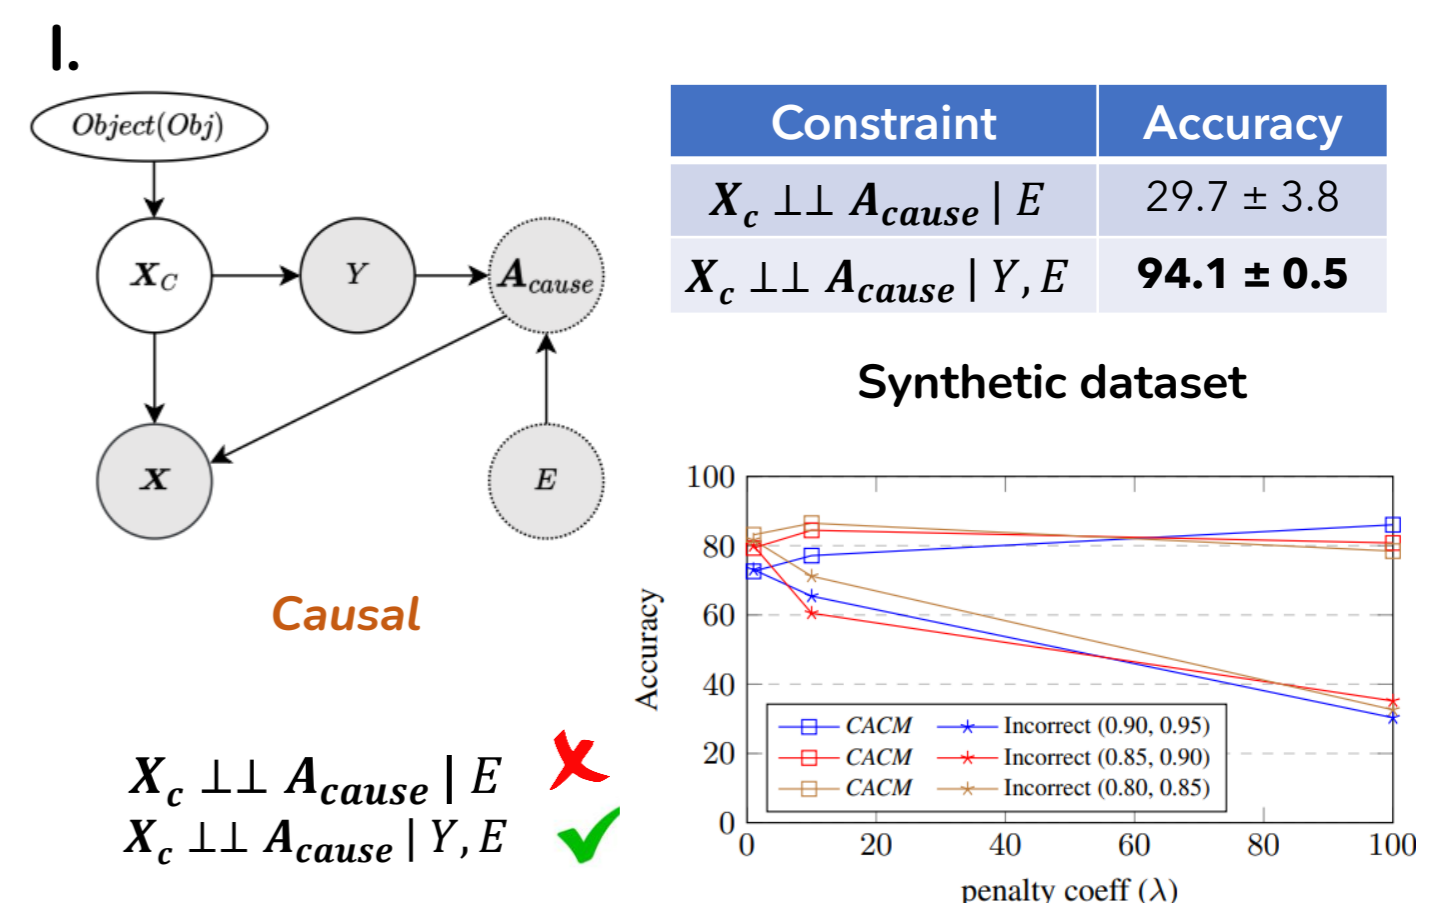 I.
Object(Obj)
X_C
Y
A_cause
X
E
Causal
X_c ⊥⊥ A_cause | E
X_c ⊥⊥ A_cause | Y, E
Constraint Accuracy
X_c ⊥⊥ A_cause | E 29.7 ± 3.8
X_c ⊥⊥ A_cause | Y, E 94.1 ± 0.5
Synthetic dataset
100
80
60
40
20
0
Accuracy
CACM Incorrect (0.90, 0.95)
CACM Incorrect (0.85, 0.90)
CACM Incorrect (0.80, 0.85)
0 20 40 60 80 100
penalty coeff (λ)